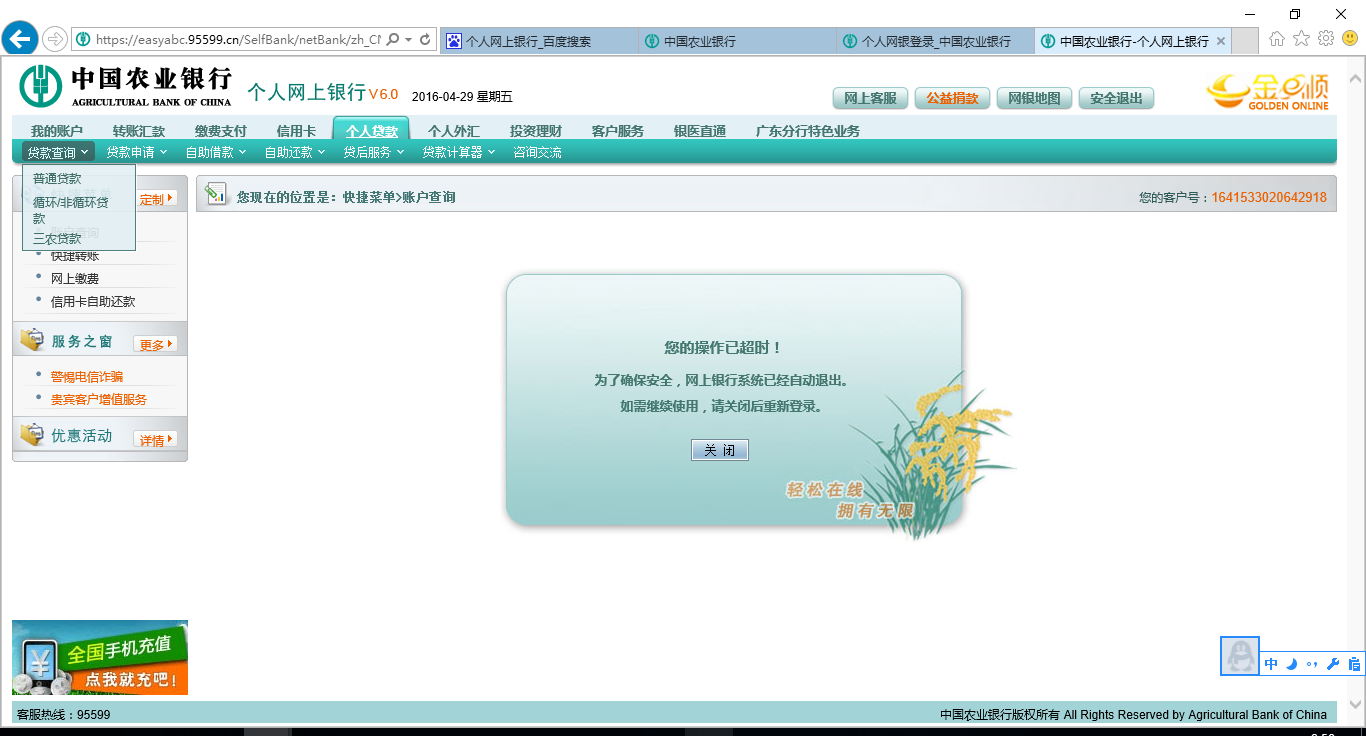 https://easyabc.95599.cn/SelfBank/netBank/zh_C
个人网上银行_百度搜索
中国农业银行
个人网银登录_中国农业银行
中国农业银行-个人网上银行
中国农业银行
AGRICULTURAL BANK OF CHINA
个人网上银行 V6.0
2016-04-29 星期五
网上客服
公益捐款
网银地图
安全退出
金e顺
GOLDEN ONLINE
我的账户 转账汇款 缴费支付 信用卡 个人贷款 个人外汇 投资理财 客户服务 银医直通 广东分行特色业务
贷款查询 贷款申请 自助借款 自助还款 贷后服务 贷款计算器 咨询交流
普通贷款
循环/非循环贷
款
三农贷款
定制
快捷转账
网上缴费
信用卡自助还款
服务之窗 更多
警惕电信诈骗
贵宾客户增值服务
优惠活动 详情
您现在的位置是：快捷菜单>账户查询
您的客户号：1641533020642918
您的操作已超时！
为了确保安全，网上银行系统已经自动退出。
如需继续使用，请关闭后重新登录。
关 闭
轻松在线
拥有无限
全国手机充值
点我就充吧!
中
客服热线：95599
中国农业银行版权所有 All Rights Reserved by Agricultural Bank of China